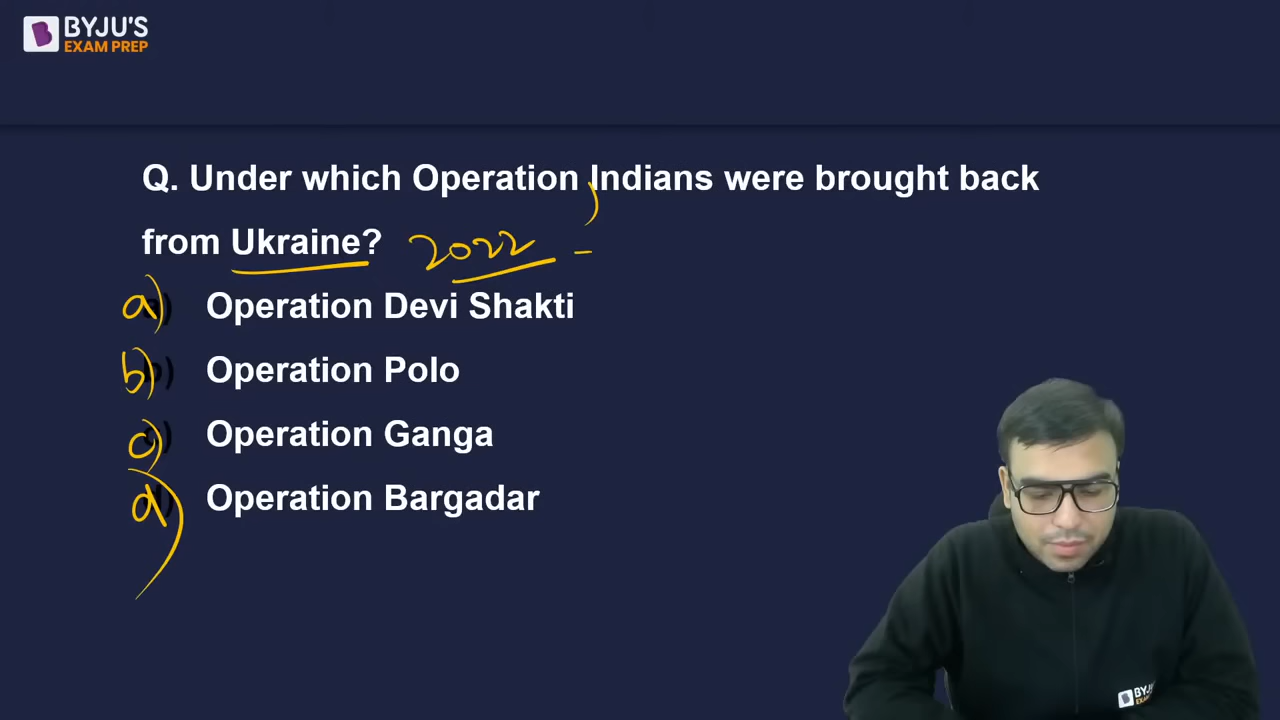 BYJU'S
EXAM PREP
Q. Under which Operation Indians were brought back
from Ukraine? 2022 -
a) Operation Devi Shakti
b) Operation Polo
c) Operation Ganga
d) Operation Bargadar